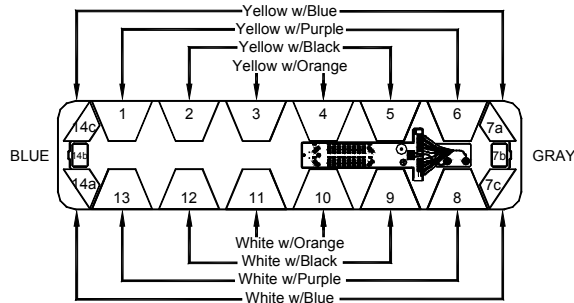 Yellow w/Blue
Yellow w/Purple
Yellow w/Black
Yellow w/Orange
1 2 3 4 5 6
14c 7a
BLUE 14b 7b GRAY
14a 7c
13 12 11 10 9 8
White w/Orange
White w/Black
White w/Purple
White w/Blue